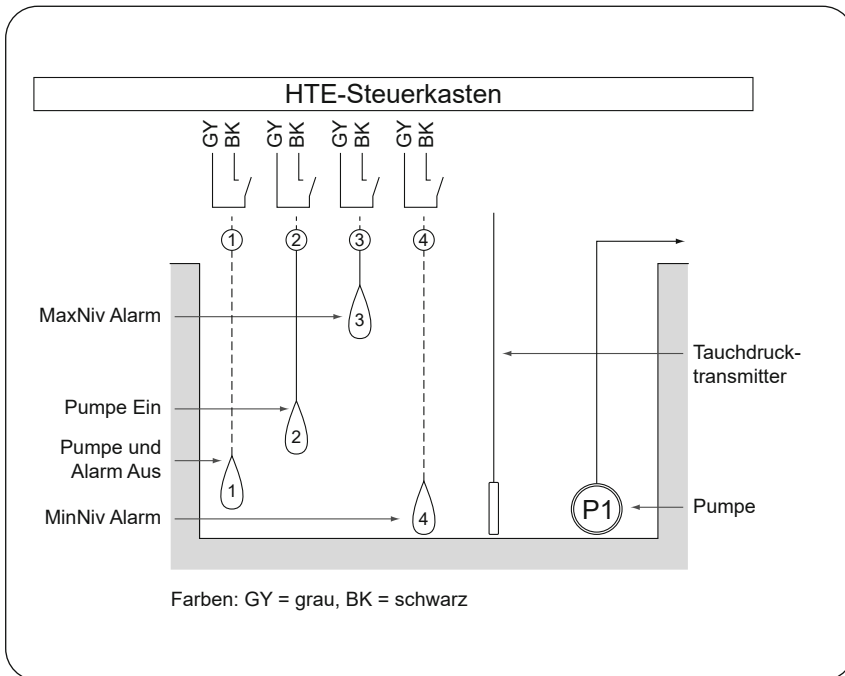 HTE-Steuerkasten
GY BK GY BK GY BK GY BK
1 2 3 4
MaxNiv Alarm
3
Tauchdruck-
transmitter
Pumpe Ein
2
Pumpe und
Alarm Aus
1
MinNiv Alarm
4
P1
Pumpe
Farben: GY = grau, BK = schwarz